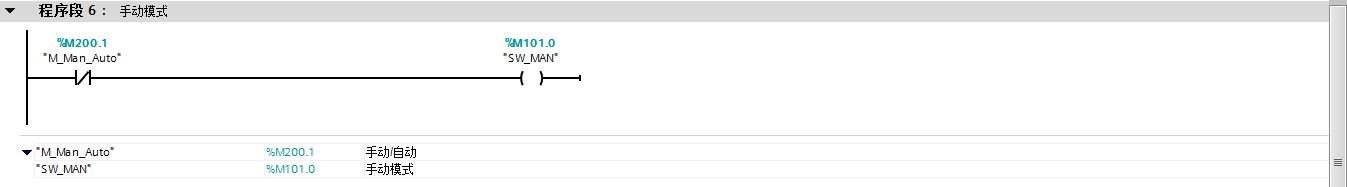 程序段 6： 手动模式
%M200.1 %M101.0
"M_Man_Auto" "SW_MAN"
"M_Man_Auto" %M200.1 手动/自动
"SW_MAN" %M101.0 手动模式